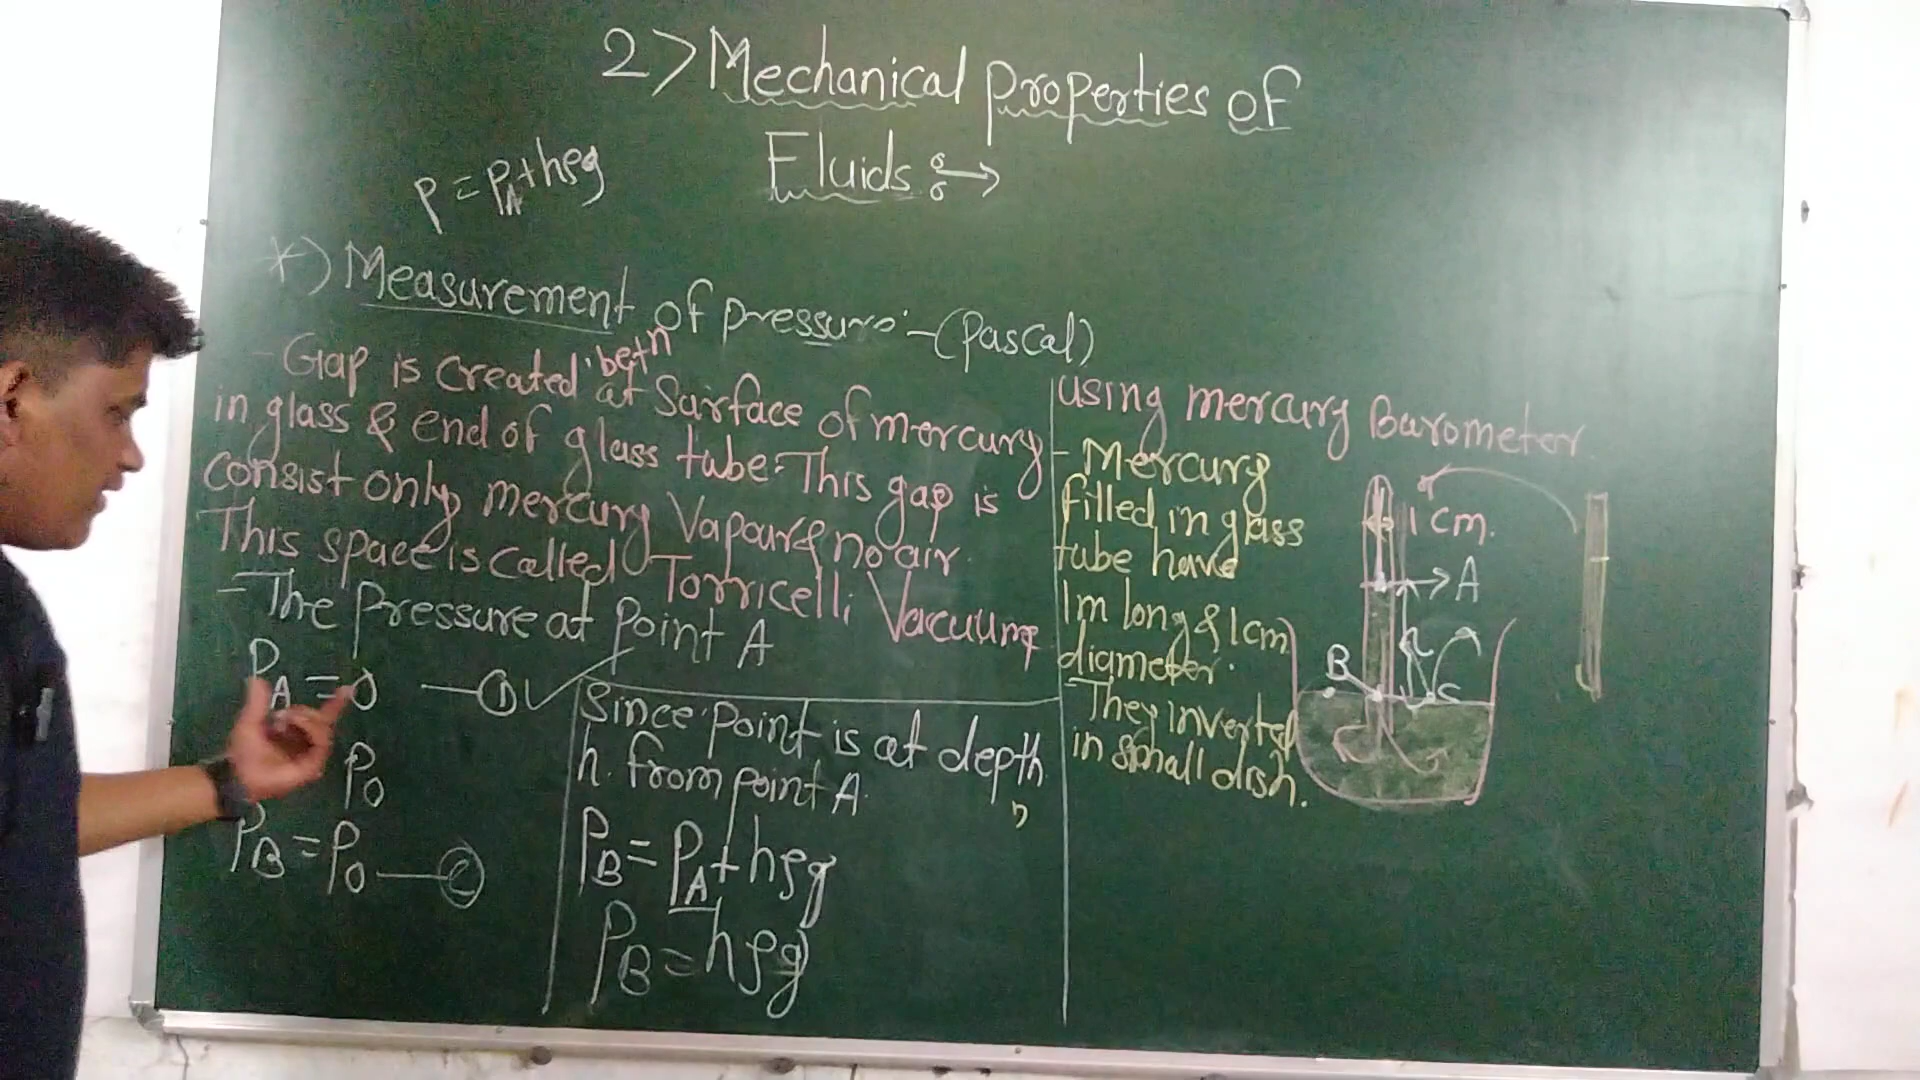 2> Mechanical properties of
Fluids :→
P = PA + hρg
*) Measurement of pressure :- (Pascal)
- Gap is created betn
at Surface of mercury
in glass & end of glass tube. This gap is
consist only mercury Vapour & no air.
This space is called Torricelli Vacuum
- The pressure at point A
PA = 0 —①
P0
PB = P0 —②
Since point is at depth
h. from point A.
PB = PA + hρg
PB = hρg
using mercury Barometer
- Mercury
filled in glass
tube have
1m long & 1cm
diameter.
- They inverted
in small dish.
1 cm.
A
B
C